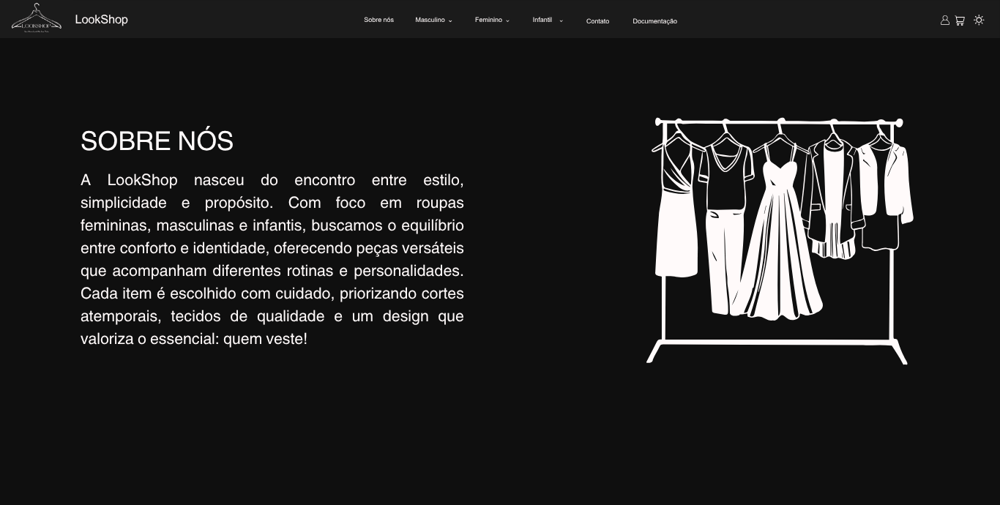 LOOKSHOP
LookShop
Sobre nós
Masculino
Feminino
Infantil
Contato
Documentação
SOBRE NÓS
A LookShop nasceu do encontro entre estilo,
simplicidade e propósito. Com foco em roupas
femininas, masculinas e infantis, buscamos o equilíbrio
entre conforto e identidade, oferecendo peças versáteis
que acompanham diferentes rotinas e personalidades.
Cada item é escolhido com cuidado, priorizando cortes
atemporais, tecidos de qualidade e um design que
valoriza o essencial: quem veste!